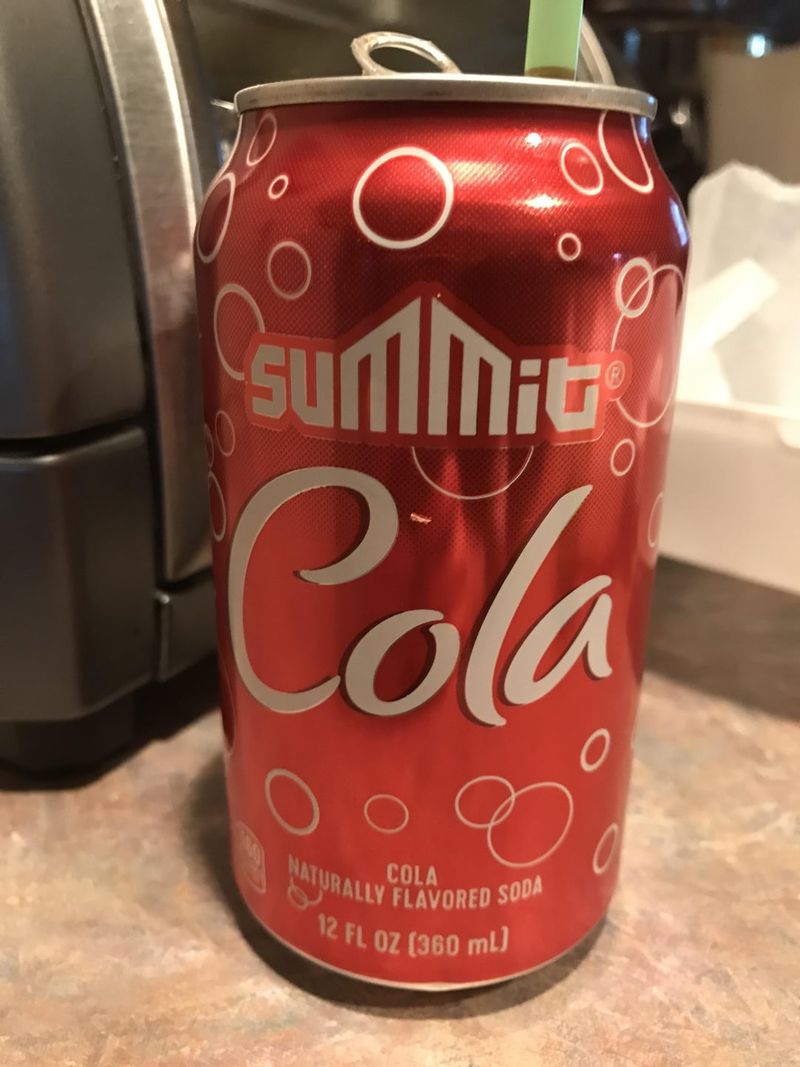 SUMMIT®
Cola
COLA
NATURALLY FLAVORED SODA
12 FL OZ (360 mL)